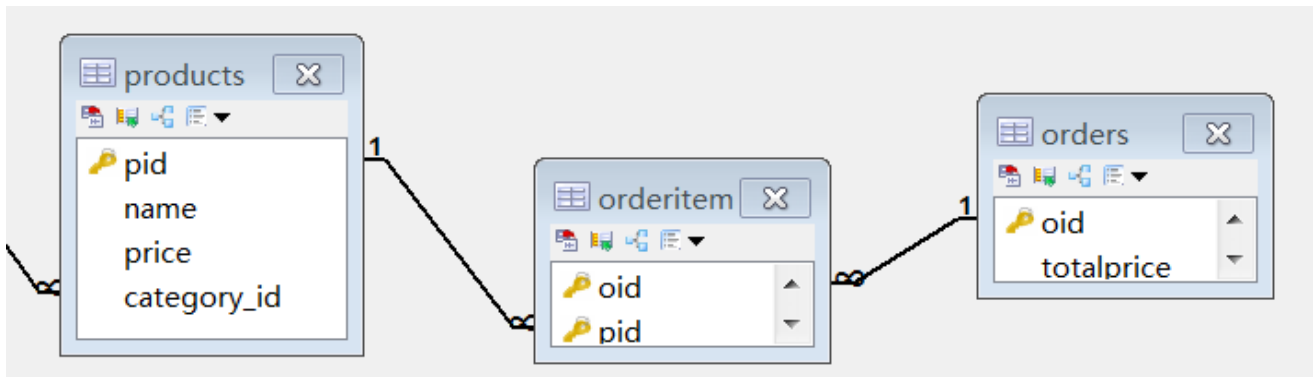 products
pid
name
price
category_id
1
∞
orderitem
oid
pid
∞
∞
orders
oid
totalprice
1